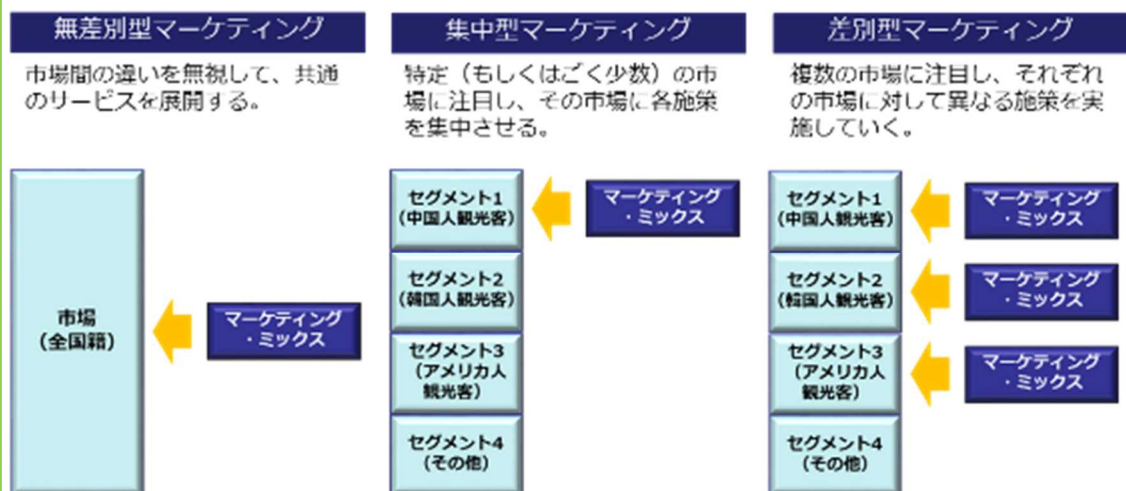 無差別型マーケティング
市場間の違いを無視して、共通
のサービスを展開する。
市場
(全国籍)
マーケティング
・ミックス
集中型マーケティング
特定（もしくはごく少数）の市
場に注目し、その市場に各施策
を集中させる。
セグメント1
(中国人観光客)
マーケティング
・ミックス
セグメント2
(韓国人観光客)
セグメント3
(アメリカ人
観光客)
セグメント4
(その他)
差別型マーケティング
複数の市場に注目し、それぞれ
の市場に対して異なる施策を実
施していく。
セグメント1
(中国人観光客)
マーケティング
・ミックス
セグメント2
(韓国人観光客)
マーケティング
・ミックス
セグメント3
(アメリカ人
観光客)
マーケティング
・ミックス
セグメント4
(その他)